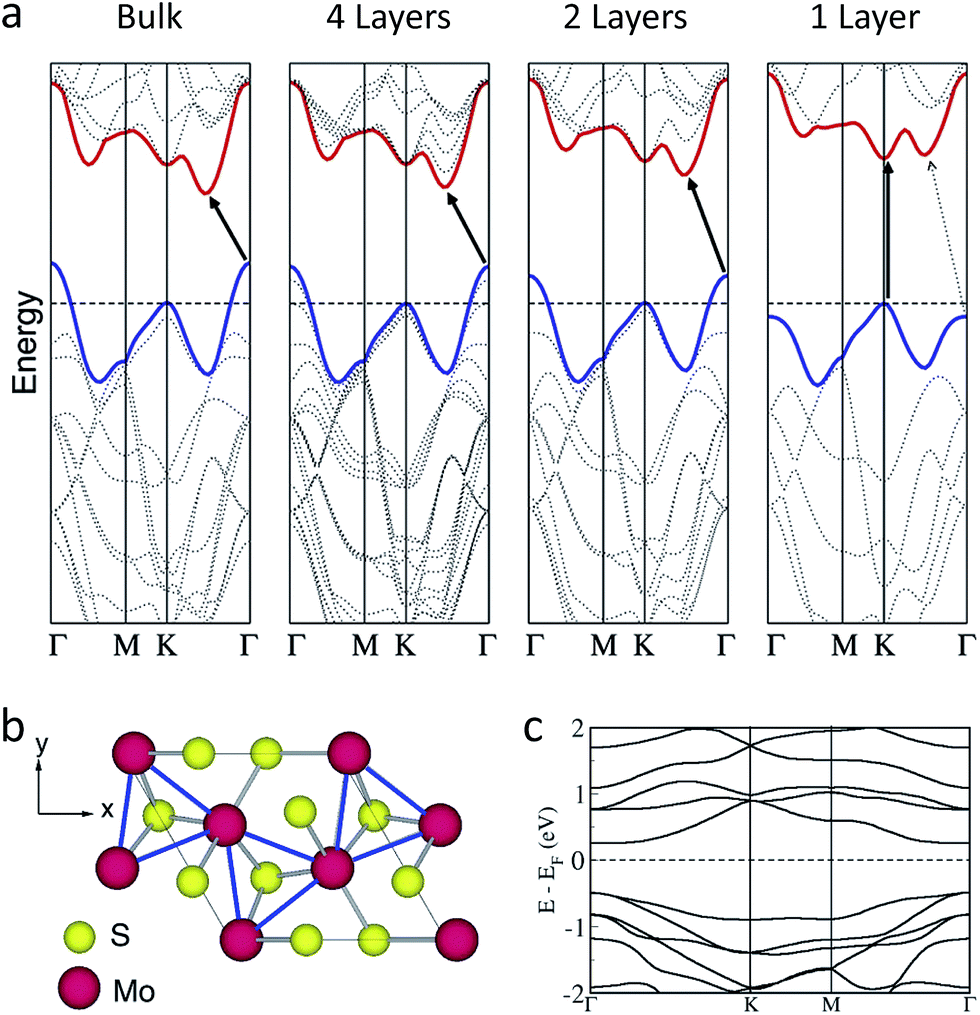 a
Bulk 4 Layers 2 Layers 1 Layer
Energy
Γ M K Γ Γ M K Γ Γ M K Γ Γ M K Γ
b
y
x
S
Mo
c
E - E_F (eV)
2
1
0
-1
-2
Γ K M Γ